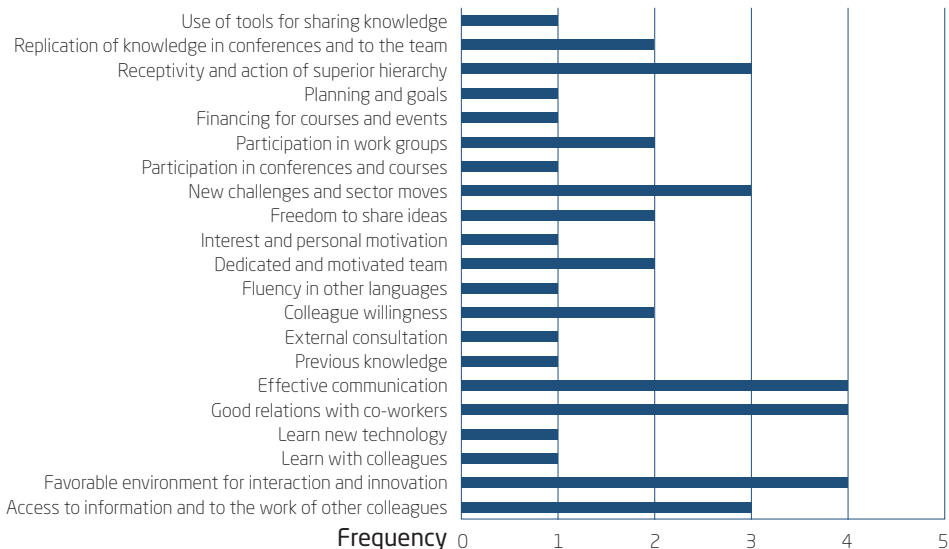 Use of tools for sharing knowledge
Replication of knowledge in conferences and to the team
Receptivity and action of superior hierarchy
Planning and goals
Financing for courses and events
Participation in work groups
Participation in conferences and courses
New challenges and sector moves
Freedom to share ideas
Interest and personal motivation
Dedicated and motivated team
Fluency in other languages
Colleague willingness
External consultation
Previous knowledge
Effective communication
Good relations with co-workers
Learn new technology
Learn with colleagues
Favorable environment for interaction and innovation
Access to information and to the work of other colleagues
Frequency 0 1 2 3 4 5